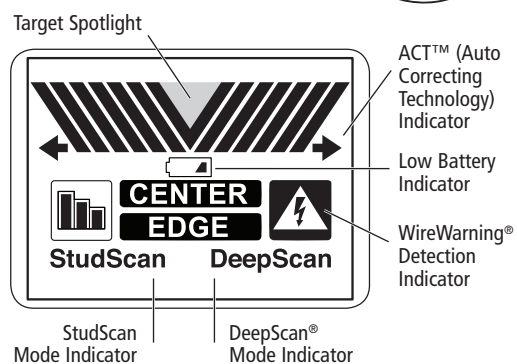 Target Spotlight
ACT™ (Auto
Correcting
Technology)
Indicator
Low Battery
Indicator
CENTER
EDGE
WireWarning®
Detection
Indicator
StudScan DeepScan
StudScan
Mode Indicator
DeepScan®
Mode Indicator